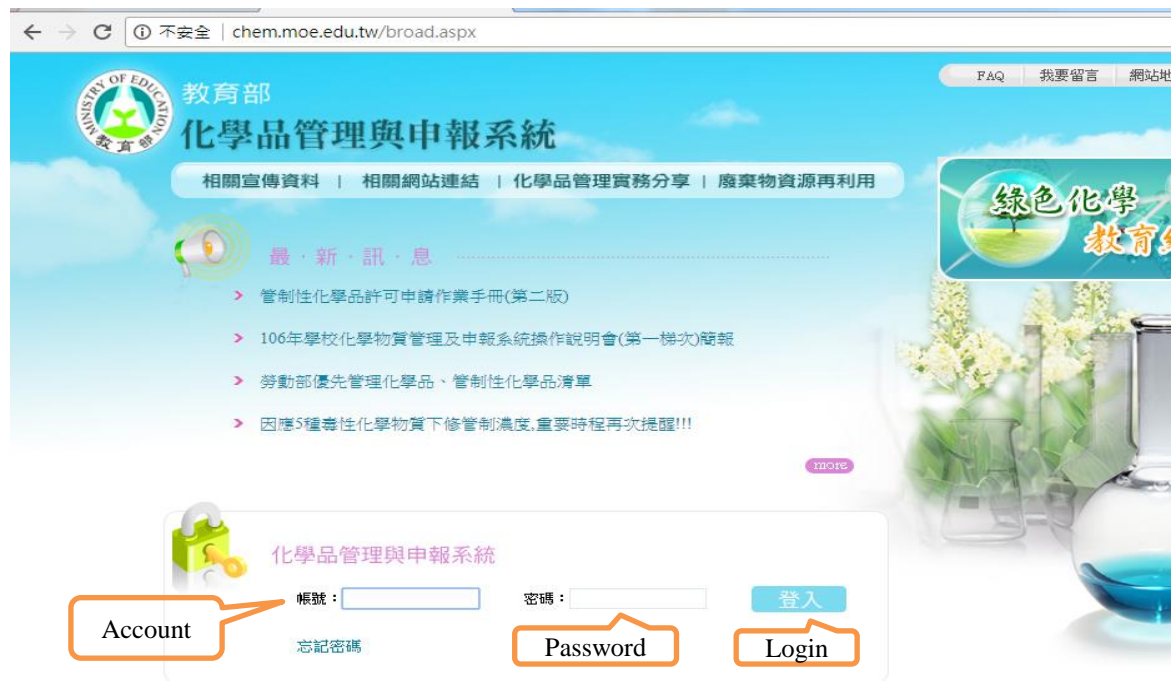 不安全 | chem.moe.edu.tw/broad.aspx
FAQ 我要留言 網站地
MINISTRY OF EDUCATION
教育部
教育部
化學品管理與申報系統
相關宣傳資料 | 相關網站連結 | 化學品管理實務分享 | 廢棄物資源再利用
綠色化學
教育
最‧新‧訊‧息
管制性化學品許可申請作業手冊(第二版)
106年學校化學物質管理及申報系統操作說明會(第一梯次)簡報
勞動部優先管理化學品、管制性化學品清單
因應5種毒性化學物質下修管制濃度,重要時程再次提醒!!!
more
化學品管理與申報系統
帳號： 密碼： 登入
Account
忘記密碼
Password
Login